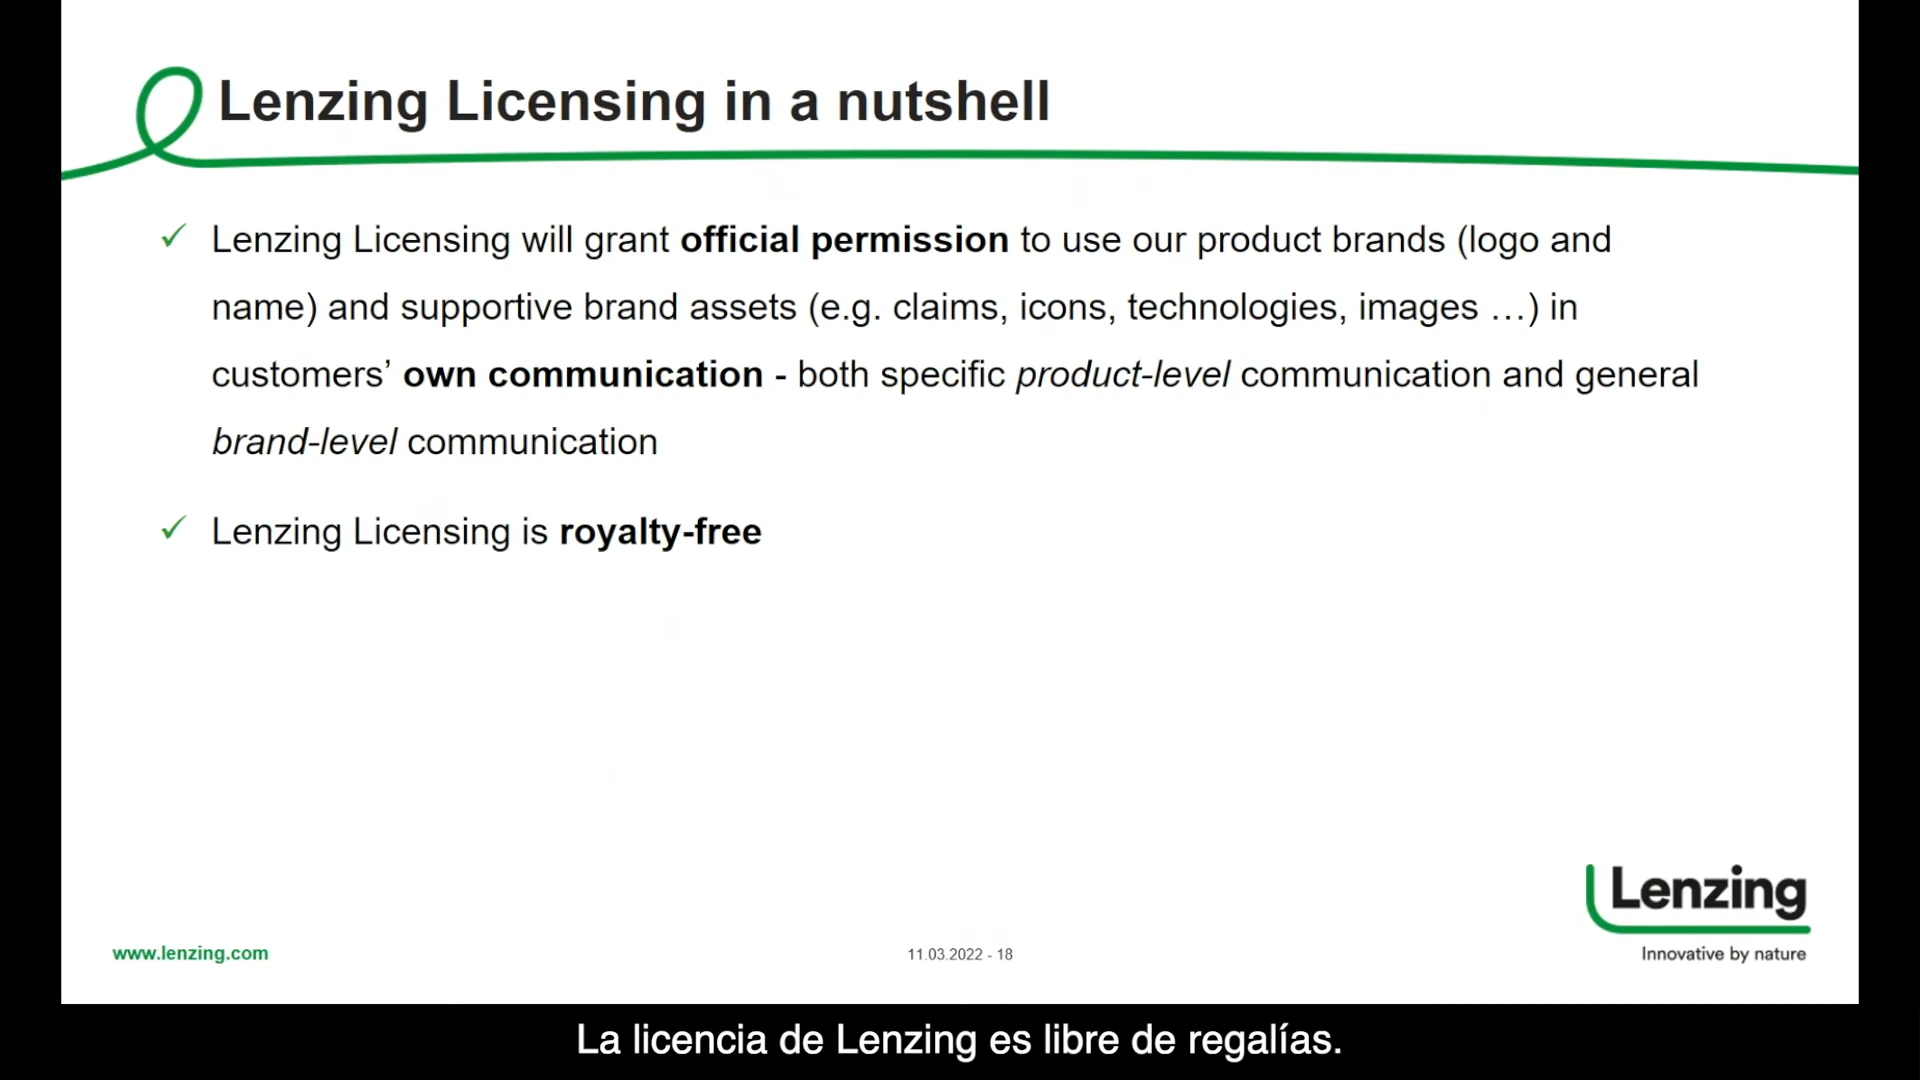 Lenzing Licensing in a nutshell
✓ Lenzing Licensing will grant official permission to use our product brands (logo and
name) and supportive brand assets (e.g. claims, icons, technologies, images …) in
customers’ own communication - both specific product-level communication and general
brand-level communication
✓ Lenzing Licensing is royalty-free
Lenzing
Innovative by nature
www.lenzing.com
11.03.2022 - 18
La licencia de Lenzing es libre de regalías.